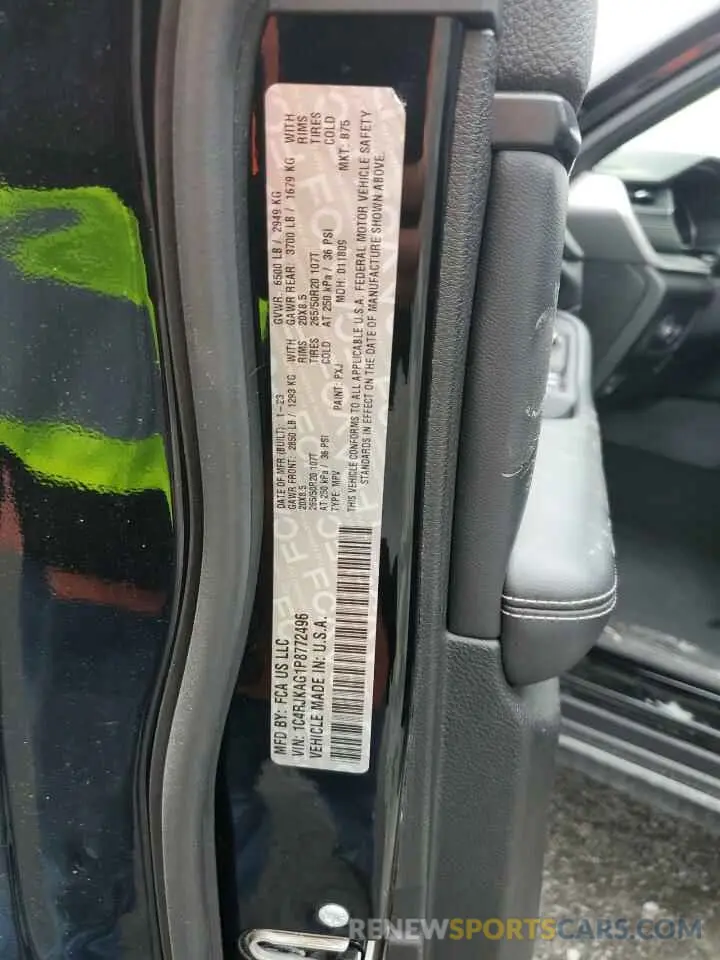 MFD BY: FCA US LLC
DATE OF MFR (BUILT): 1-23
GVWR: 6500 LB / 2949 KG
VIN: 1C4RJKAG1P8772496
GAWR FRONT: 2850 LB / 1293 KG WITH
GAWR REAR: 3700 LB / 1679 KG WITH
20X8.5 RIMS
20X8.5 RIMS
VEHICLE MADE IN: U.S.A.
265/50R20 107T TIRES
265/50R20 107T TIRES
AT 250 kPa / 36 PSI COLD
AT 250 kPa / 36 PSI COLD
TYPE: MPV PAINT: PXJ MDH: 011809 MKT: B75
THIS VEHICLE CONFORMS TO ALL APPLICABLE U.S.A. FEDERAL MOTOR VEHICLE SAFETY
STANDARDS IN EFFECT ON THE DATE OF MANUFACTURE SHOWN ABOVE.
RENEWSPORTSCARS.COM